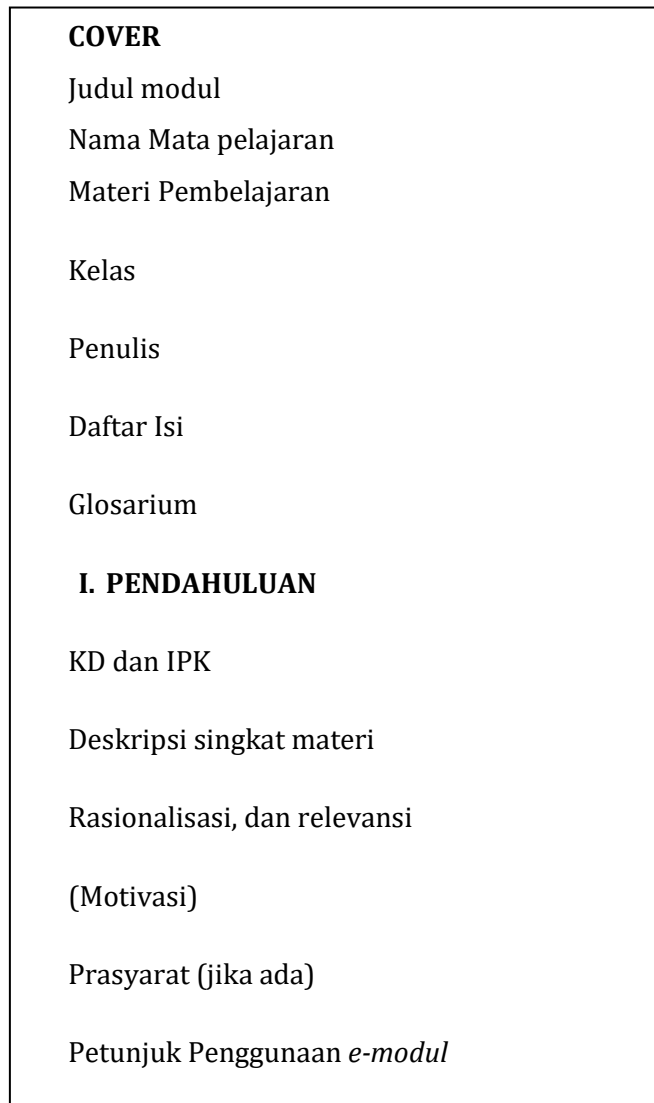 COVER
Judul modul
Nama Mata pelajaran
Materi Pembelajaran
Kelas
Penulis
Daftar Isi
Glosarium
I. PENDAHULUAN
KD dan IPK
Deskripsi singkat materi
Rasionalisasi, dan relevansi
(Motivasi)
Prasyarat (jika ada)
Petunjuk Penggunaan e-modul